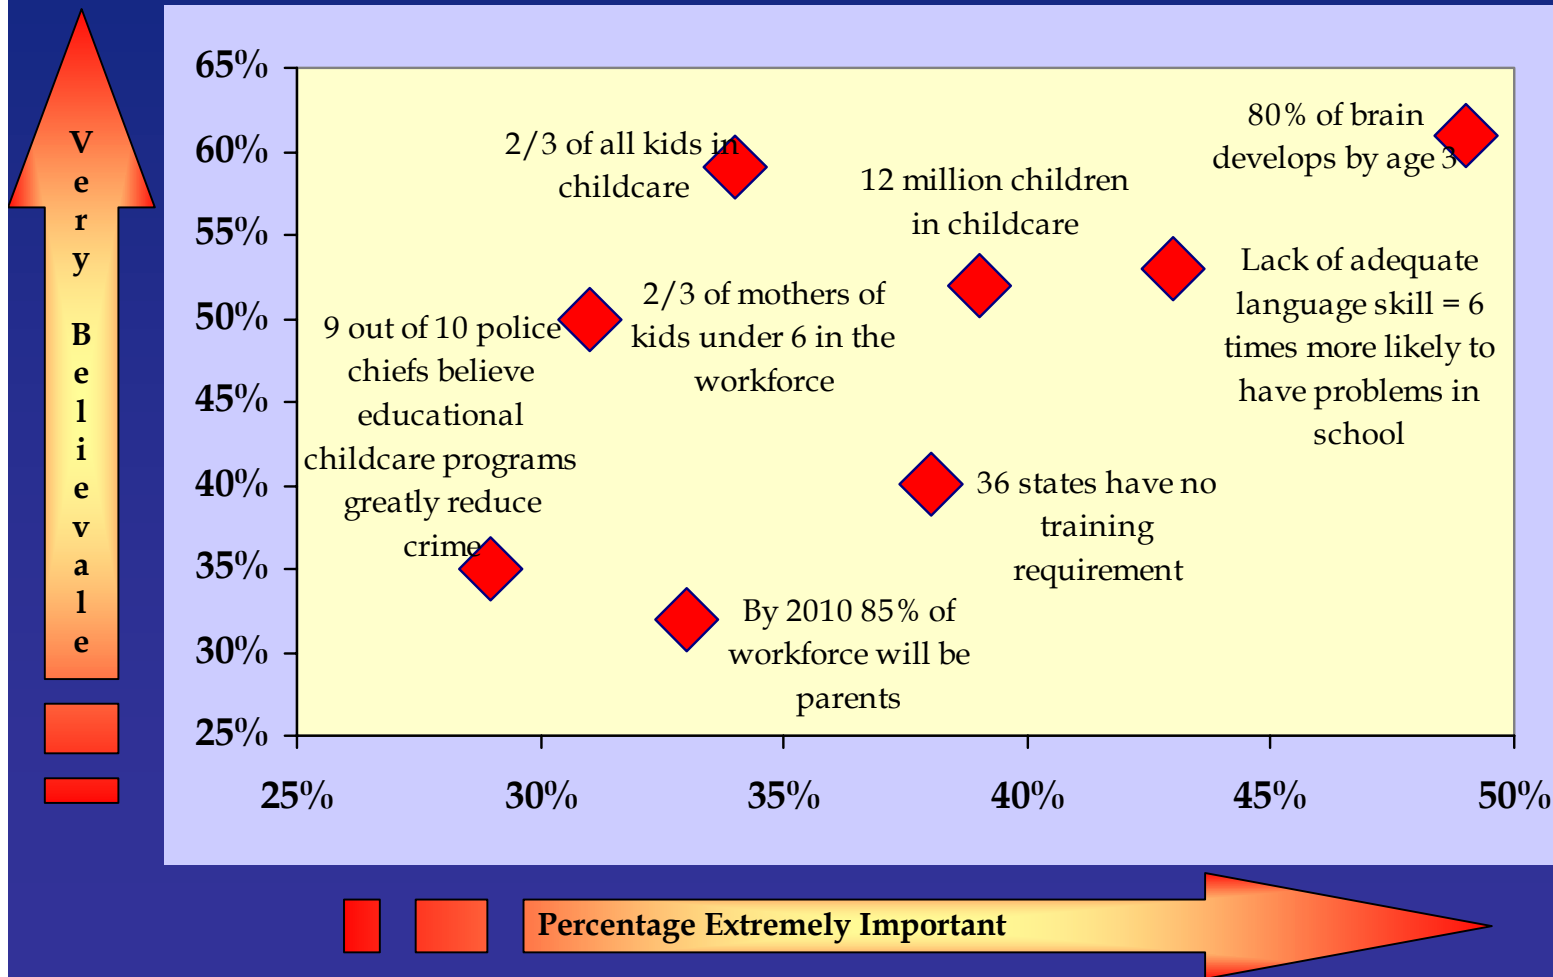 Very Believale
65%
60%
55%
50%
45%
40%
35%
30%
25%
2/3 of all kids in
childcare
12 million children
in childcare
80% of brain
develops by age 3
9 out of 10 police
chiefs believe
educational
childcare programs
greatly reduce
crime
2/3 of mothers of
kids under 6 in the
workforce
Lack of adequate
language skill = 6
times more likely to
have problems in
school
36 states have no
training
requirement
By 2010 85% of
workforce will be
parents
25% 30% 35% 40% 45% 50%
Percentage Extremely Important